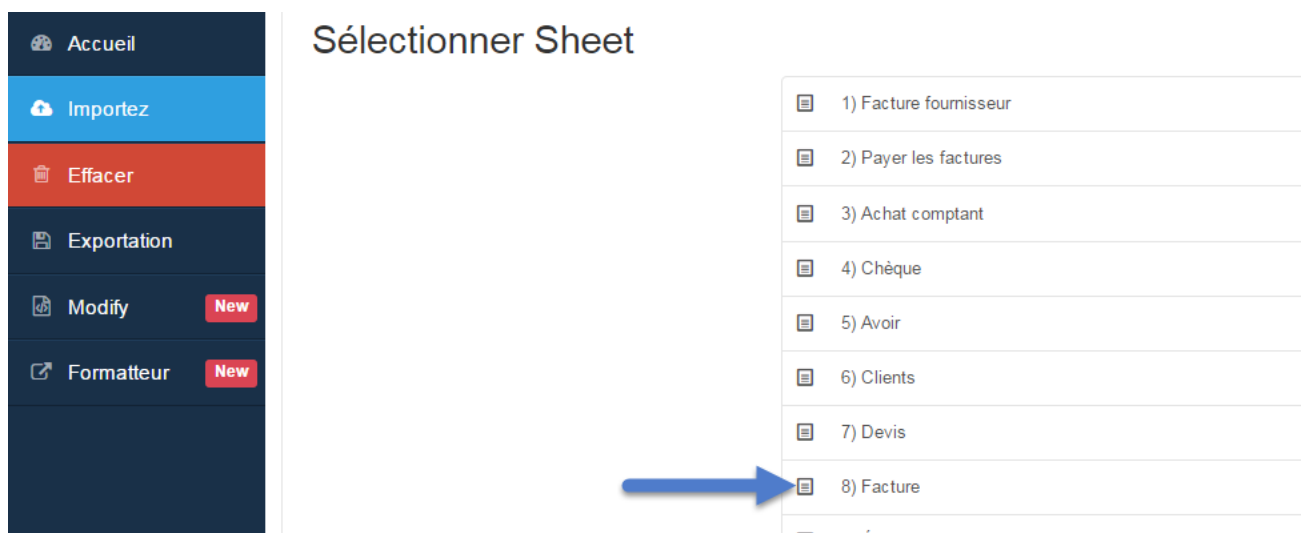 Accueil
Importez
Effacer
Exportation
Modify New
Formatteur New
Sélectionner Sheet
1) Facture fournisseur
2) Payer les factures
3) Achat comptant
4) Chèque
5) Avoir
6) Clients
7) Devis
8) Facture